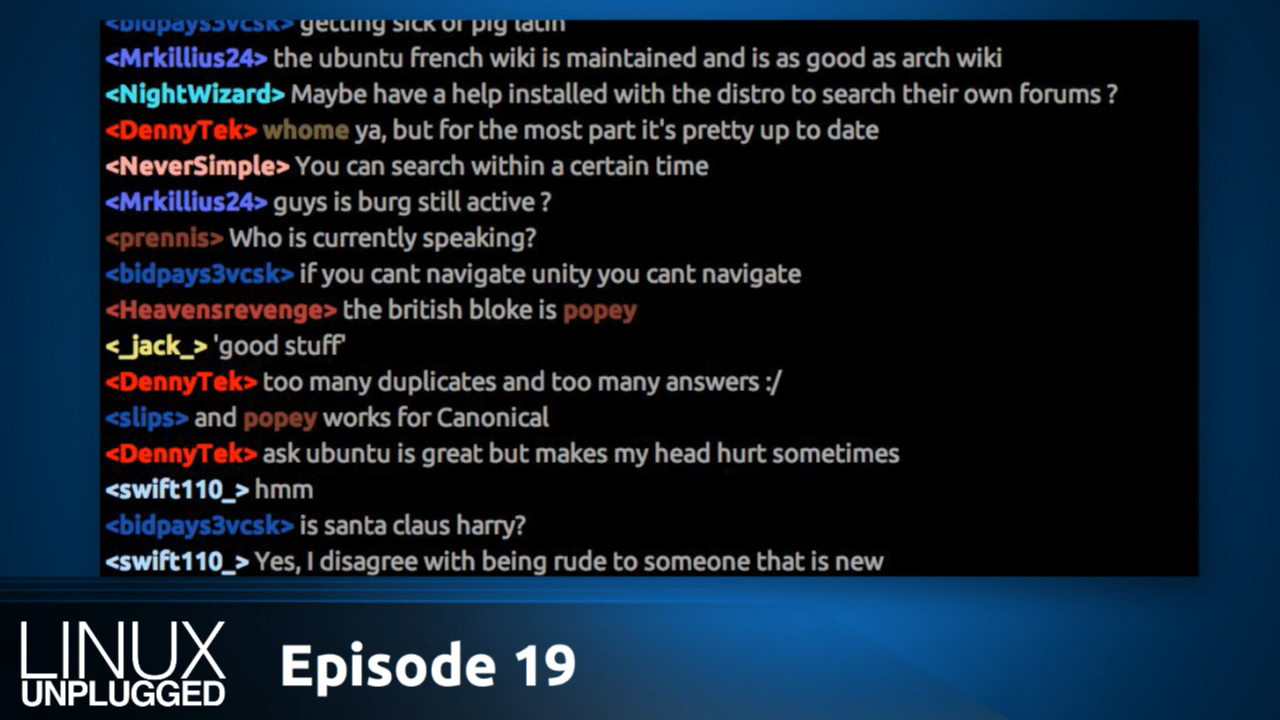 <bidpays3vcsk> getting sick of pig latin
<Mrkillius24> the ubuntu french wiki is maintained and is as good as arch wiki
<NightWizard> Maybe have a help installed with the distro to search their own forums ?
<DennyTek> whome ya, but for the most part it's pretty up to date
<NeverSimple> You can search within a certain time
<Mrkillius24> guys is burg still active ?
<prennis> Who is currently speaking?
<bidpays3vcsk> if you cant navigate unity you cant navigate
<Heavensrevenge> the british bloke is popey
<_jack_> 'good stuff'
<DennyTek> too many duplicates and too many answers :/
<slips> and popey works for Canonical
<DennyTek> ask ubuntu is great but makes my head hurt sometimes
<swift110_> hmm
<bidpays3vcsk> is santa claus harry?
<swift110_> Yes, I disagree with being rude to someone that is new
LINUX
UNPLUGGED
Episode 19